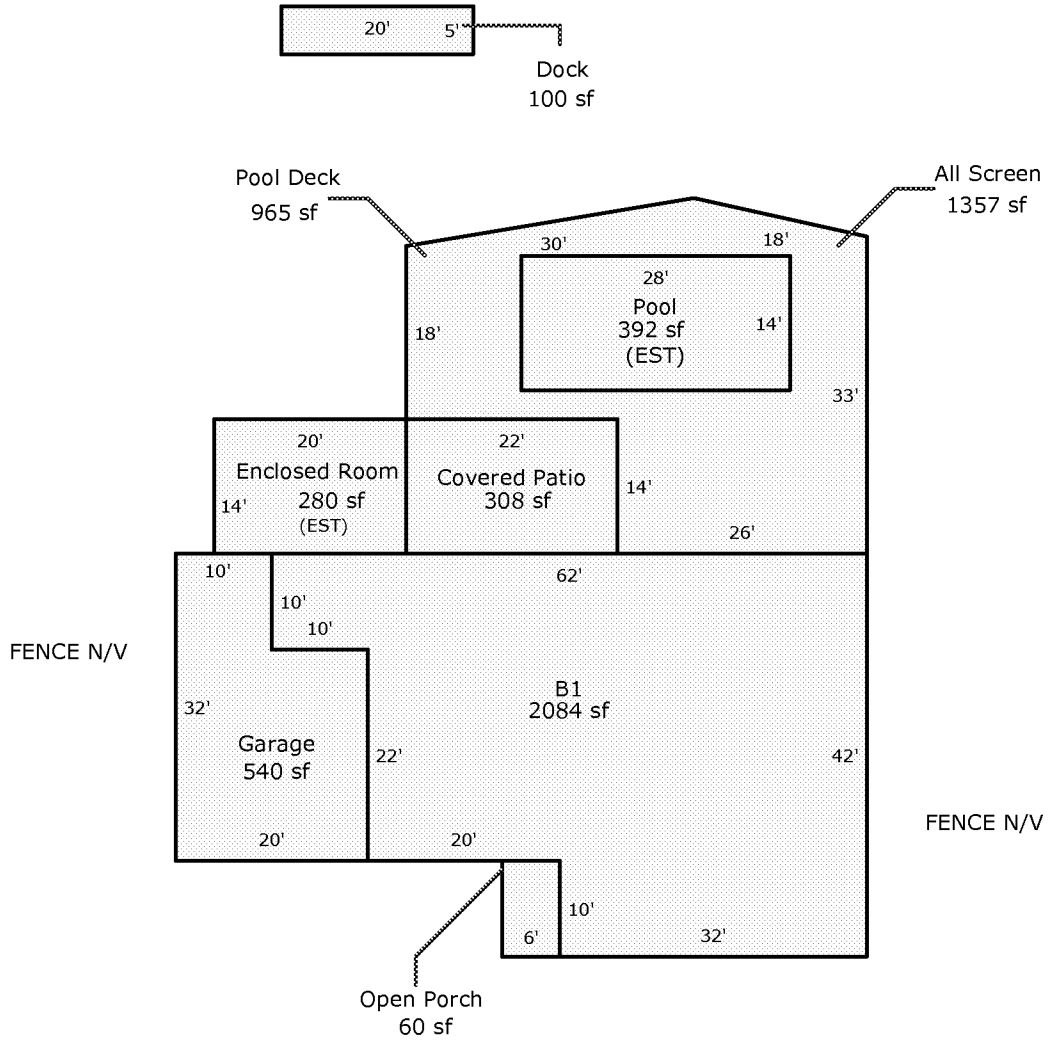 20'
5'
Dock
100 sf
Pool Deck
965 sf
All Screen
1357 sf
30'
18'
28'
Pool
392 sf
(EST)
14'
18'
33'
20'
Enclosed Room
280 sf
(EST)
14'
22'
Covered Patio
308 sf
14'
26'
10'
62'
10'
10'
FENCE N/V
B1
2084 sf
32'
Garage
540 sf
22'
42'
FENCE N/V
20'
20'
10'
6'
32'
Open Porch
60 sf